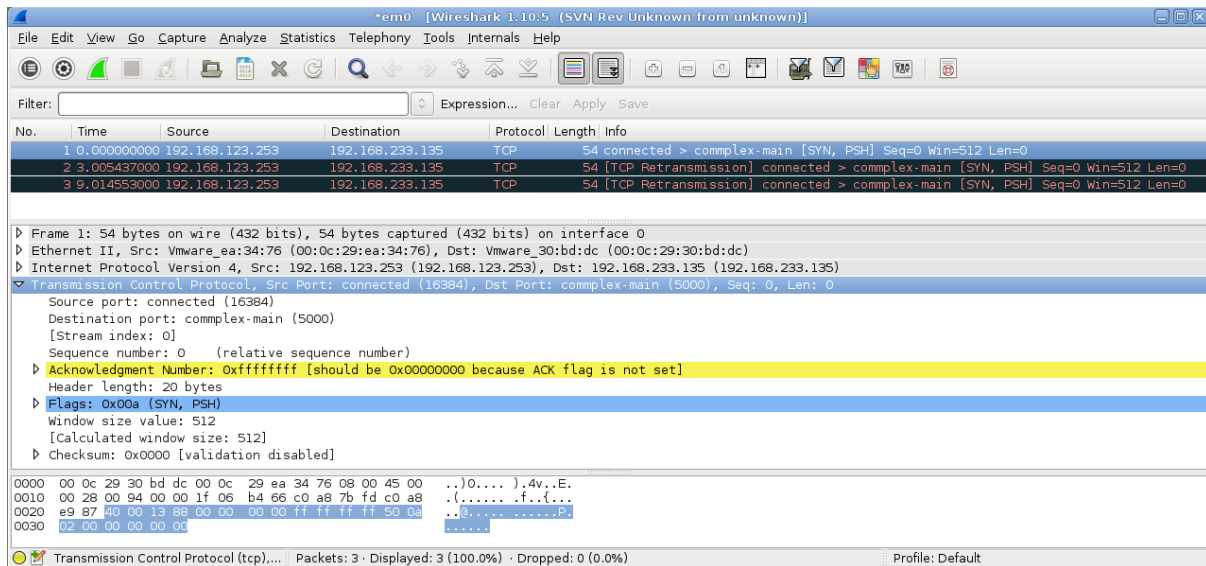 *em0 [Wireshark 1.10.5 (SVN Rev Unknown from unknown)]
File Edit View Go Capture Analyze Statistics Telephony Tools Internals Help
Filter: Expression... Clear Apply Save
No. Time Source Destination Protocol Length Info
1 0.000000000 192.168.123.253 192.168.233.135 TCP 54 connected > commplex-main [SYN, PSH] Seq=0 Win=512 Len=0
2 3.005437000 192.168.123.253 192.168.233.135 TCP 54 [TCP Retransmission] connected > commplex-main [SYN, PSH] Seq=0 Win=512 Len=0
3 9.014553000 192.168.123.253 192.168.233.135 TCP 54 [TCP Retransmission] connected > commplex-main [SYN, PSH] Seq=0 Win=512 Len=0
Frame 1: 54 bytes on wire (432 bits), 54 bytes captured (432 bits) on interface 0
Ethernet II, Src: Vmware_ea:34:76 (00:0c:29:ea:34:76), Dst: Vmware_30:bd:dc (00:0c:29:30:bd:dc)
Internet Protocol Version 4, Src: 192.168.123.253 (192.168.123.253), Dst: 192.168.233.135 (192.168.233.135)
Transmission Control Protocol, Src Port: connected (16384), Dst Port: commplex-main (5000), Seq: 0, Len: 0
Source port: connected (16384)
Destination port: commplex-main (5000)
[Stream index: 0]
Sequence number: 0 (relative sequence number)
Acknowledgment Number: 0xffffffff [should be 0x00000000 because ACK flag is not set]
Header length: 20 bytes
Flags: 0x00a (SYN, PSH)
Window size value: 512
[Calculated window size: 512]
Checksum: 0x0000 [validation disabled]
0000 00 0c 29 30 bd dc 00 0c 29 ea 34 76 08 00 45 00 ..)0.... ).4v..E.
0010 00 28 00 94 00 00 1f 06 b4 66 c0 a8 7b fd c0 a8 .(...... .f..{...
0020 e9 87 40 00 13 88 00 00 00 00 ff ff ff ff 50 0a ..@..... ......P.
0030 02 00 00 00 00 00 ......
Transmission Control Protocol (tcp),... Packets: 3 · Displayed: 3 (100.0%) · Dropped: 0 (0.0%) Profile: Default